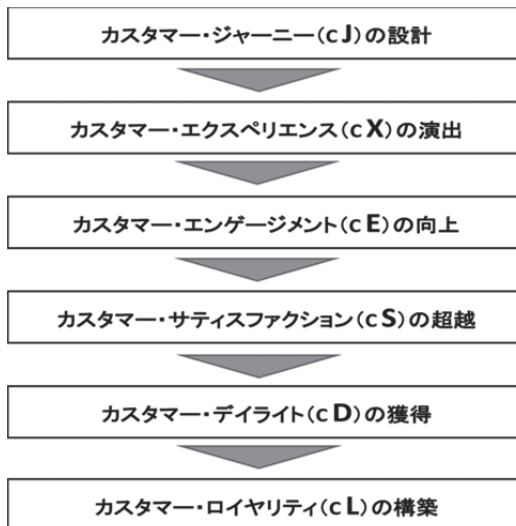 カスタマー・ジャーニー(cJ)の設計
カスタマー・エクスペリエンス(cX)の演出
カスタマー・エンゲージメント(cE)の向上
カスタマー・サティスファクション(cS)の超越
カスタマー・デイライト(cD)の獲得
カスタマー・ロイヤリティ(cL)の構築